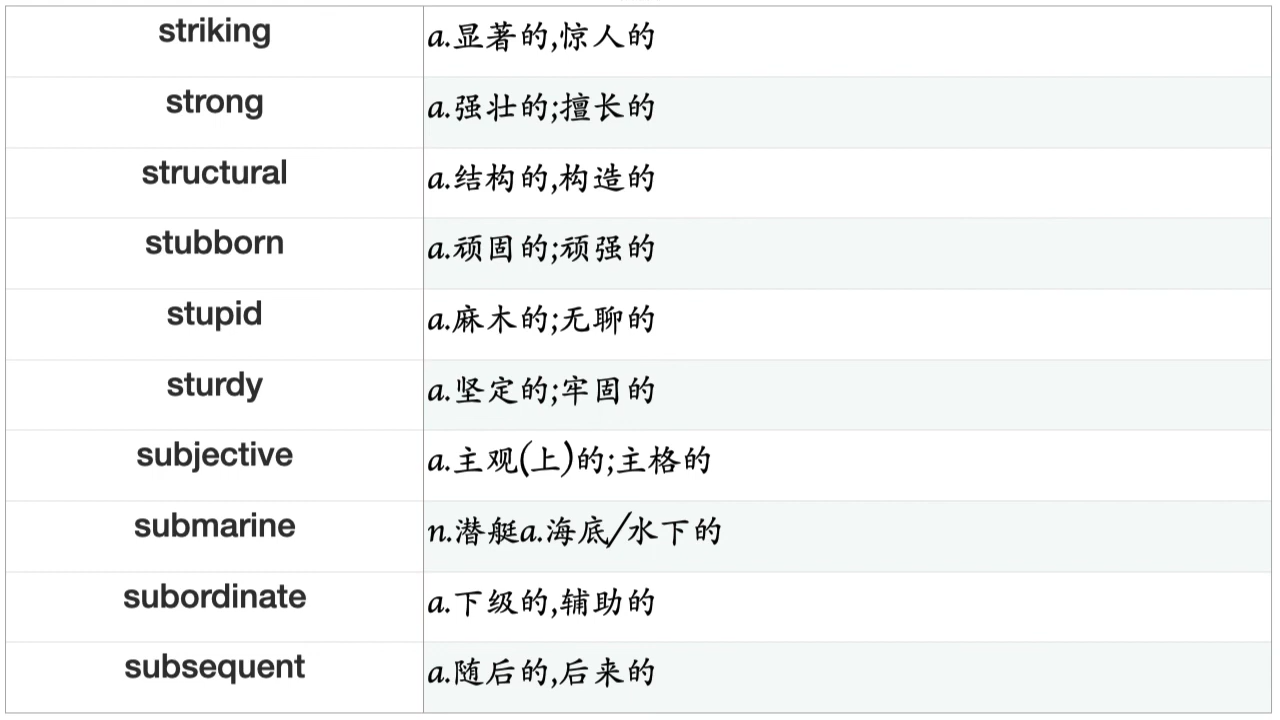 striking a.显著的,惊人的
strong a.强壮的;擅长的
structural a.结构的,构造的
stubborn a.顽固的;顽强的
stupid a.麻木的;无聊的
sturdy a.坚定的;牢固的
subjective a.主观(上)的;主格的
submarine n.潜艇a.海底/水下的
subordinate a.下级的,辅助的
subsequent a.随后的,后来的